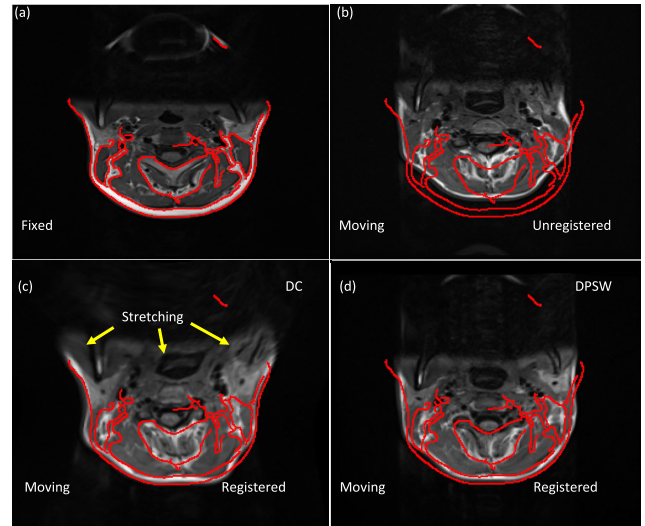 (a)
Fixed
(b)
Moving Unregistered
(c) DC
Stretching
Moving Registered
(d) DPSW
Moving Registered